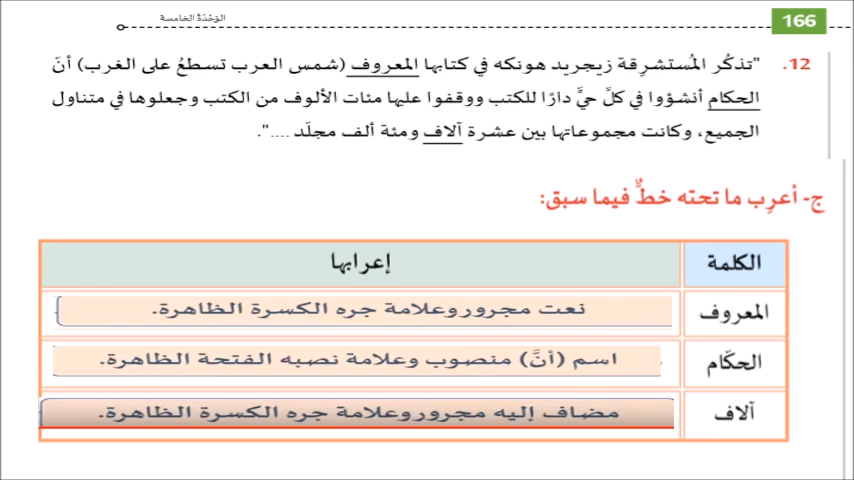 الوَحْدَةُ الخامسة
166
12. "تذكُر المُستشرِقة زيجريد هونكه في كتابها المعروف (شمس العرب تسطعُ على الغرب) أنّ
الحكام أنشؤوا في كلّ حيٍّ دارًا للكتب ووقفوا عليها مئات الألوف من الكتب وجعلوها في متناول
الجميع، وكانت مجموعاتها بين عشرة آلاف ومئة ألف مجلّد ....".
ج- أعرِب ما تحته خطٌّ فيما سبق:
الكلمة إعرابها
المعروف نعت مجرور وعلامة جره الكسرة الظاهرة.
الحكّام اسم (أنَّ) منصوب وعلامة نصبه الفتحة الظاهرة.
آلاف مضاف إليه مجرور وعلامة جره الكسرة الظاهرة.